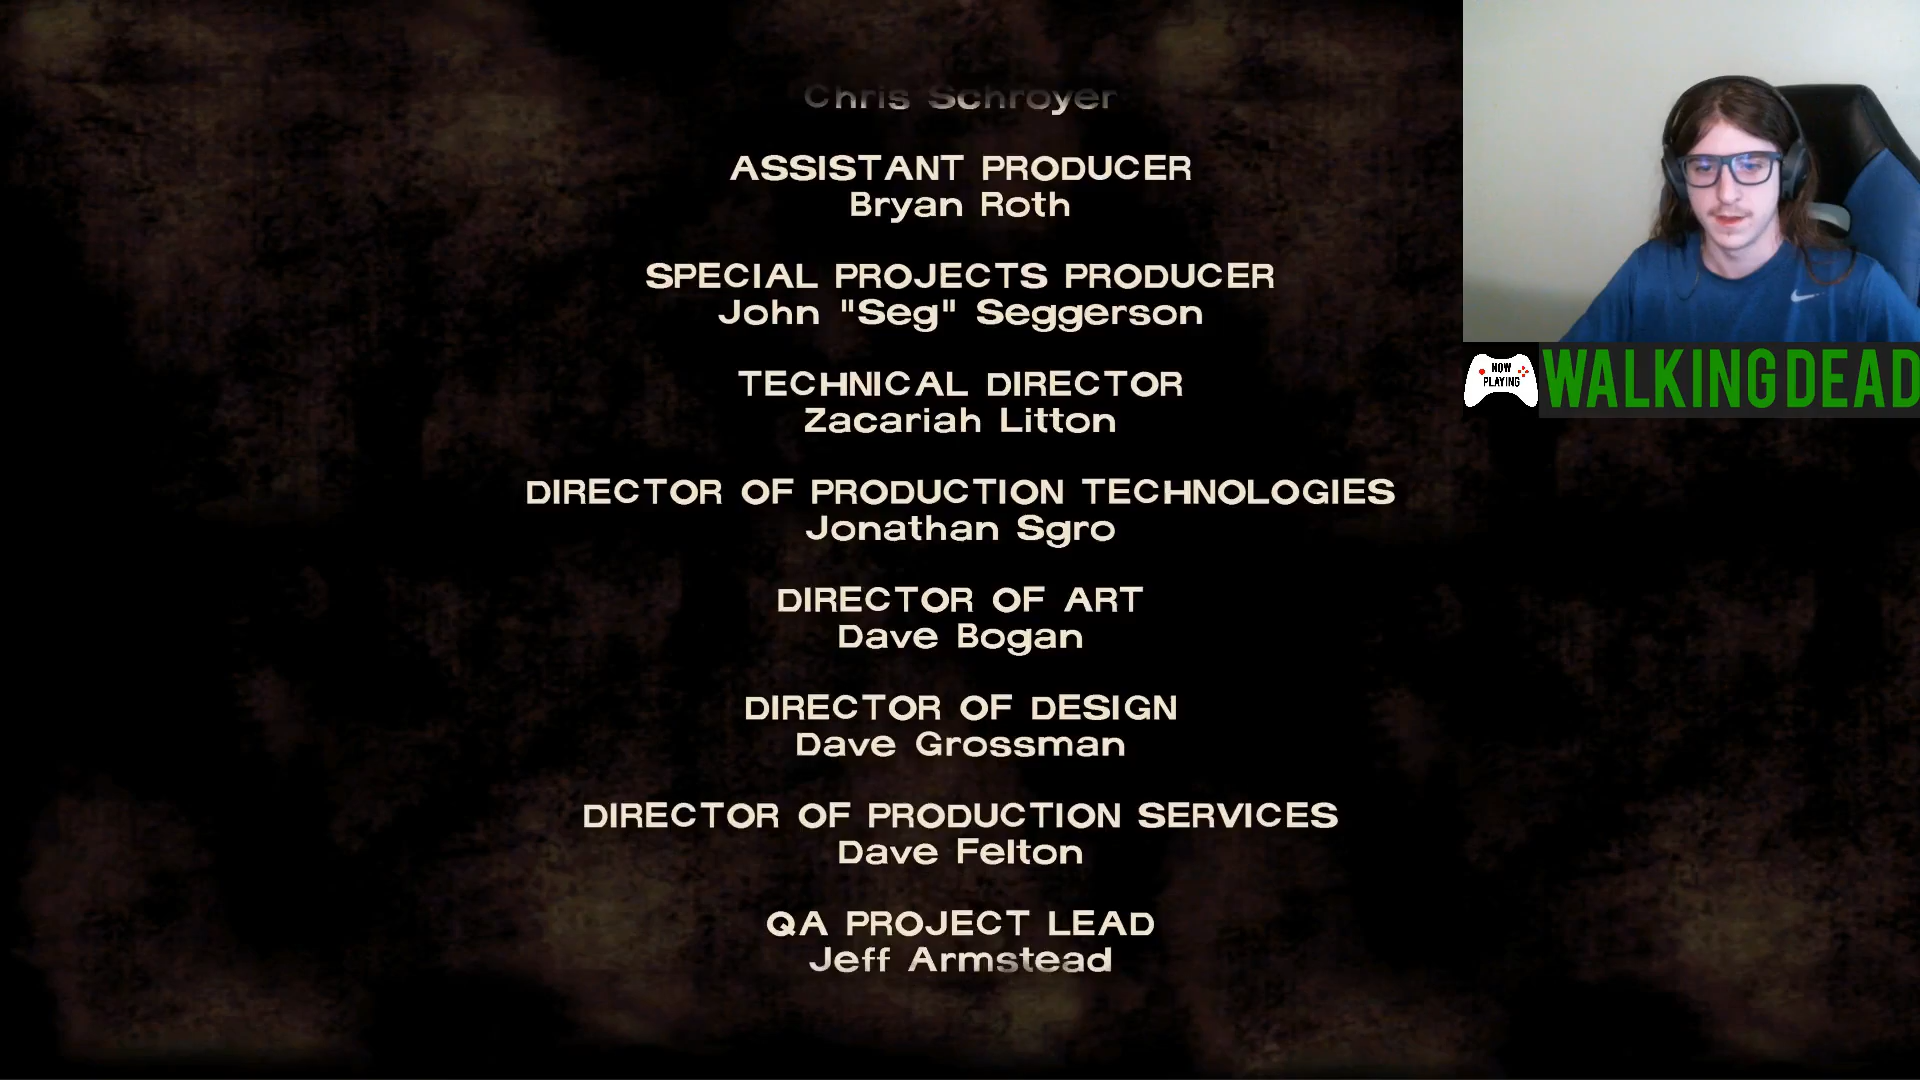 Chris Schroyer
ASSISTANT PRODUCER
Bryan Roth
SPECIAL PROJECTS PRODUCER
John "Seg" Seggerson
TECHNICAL DIRECTOR
Zacariah Litton
DIRECTOR OF PRODUCTION TECHNOLOGIES
Jonathan Sgro
DIRECTOR OF ART
Dave Bogan
DIRECTOR OF DESIGN
Dave Grossman
DIRECTOR OF PRODUCTION SERVICES
Dave Felton
QA PROJECT LEAD
Jeff Armstead
NOW
PLAYING
WALKING DEAD